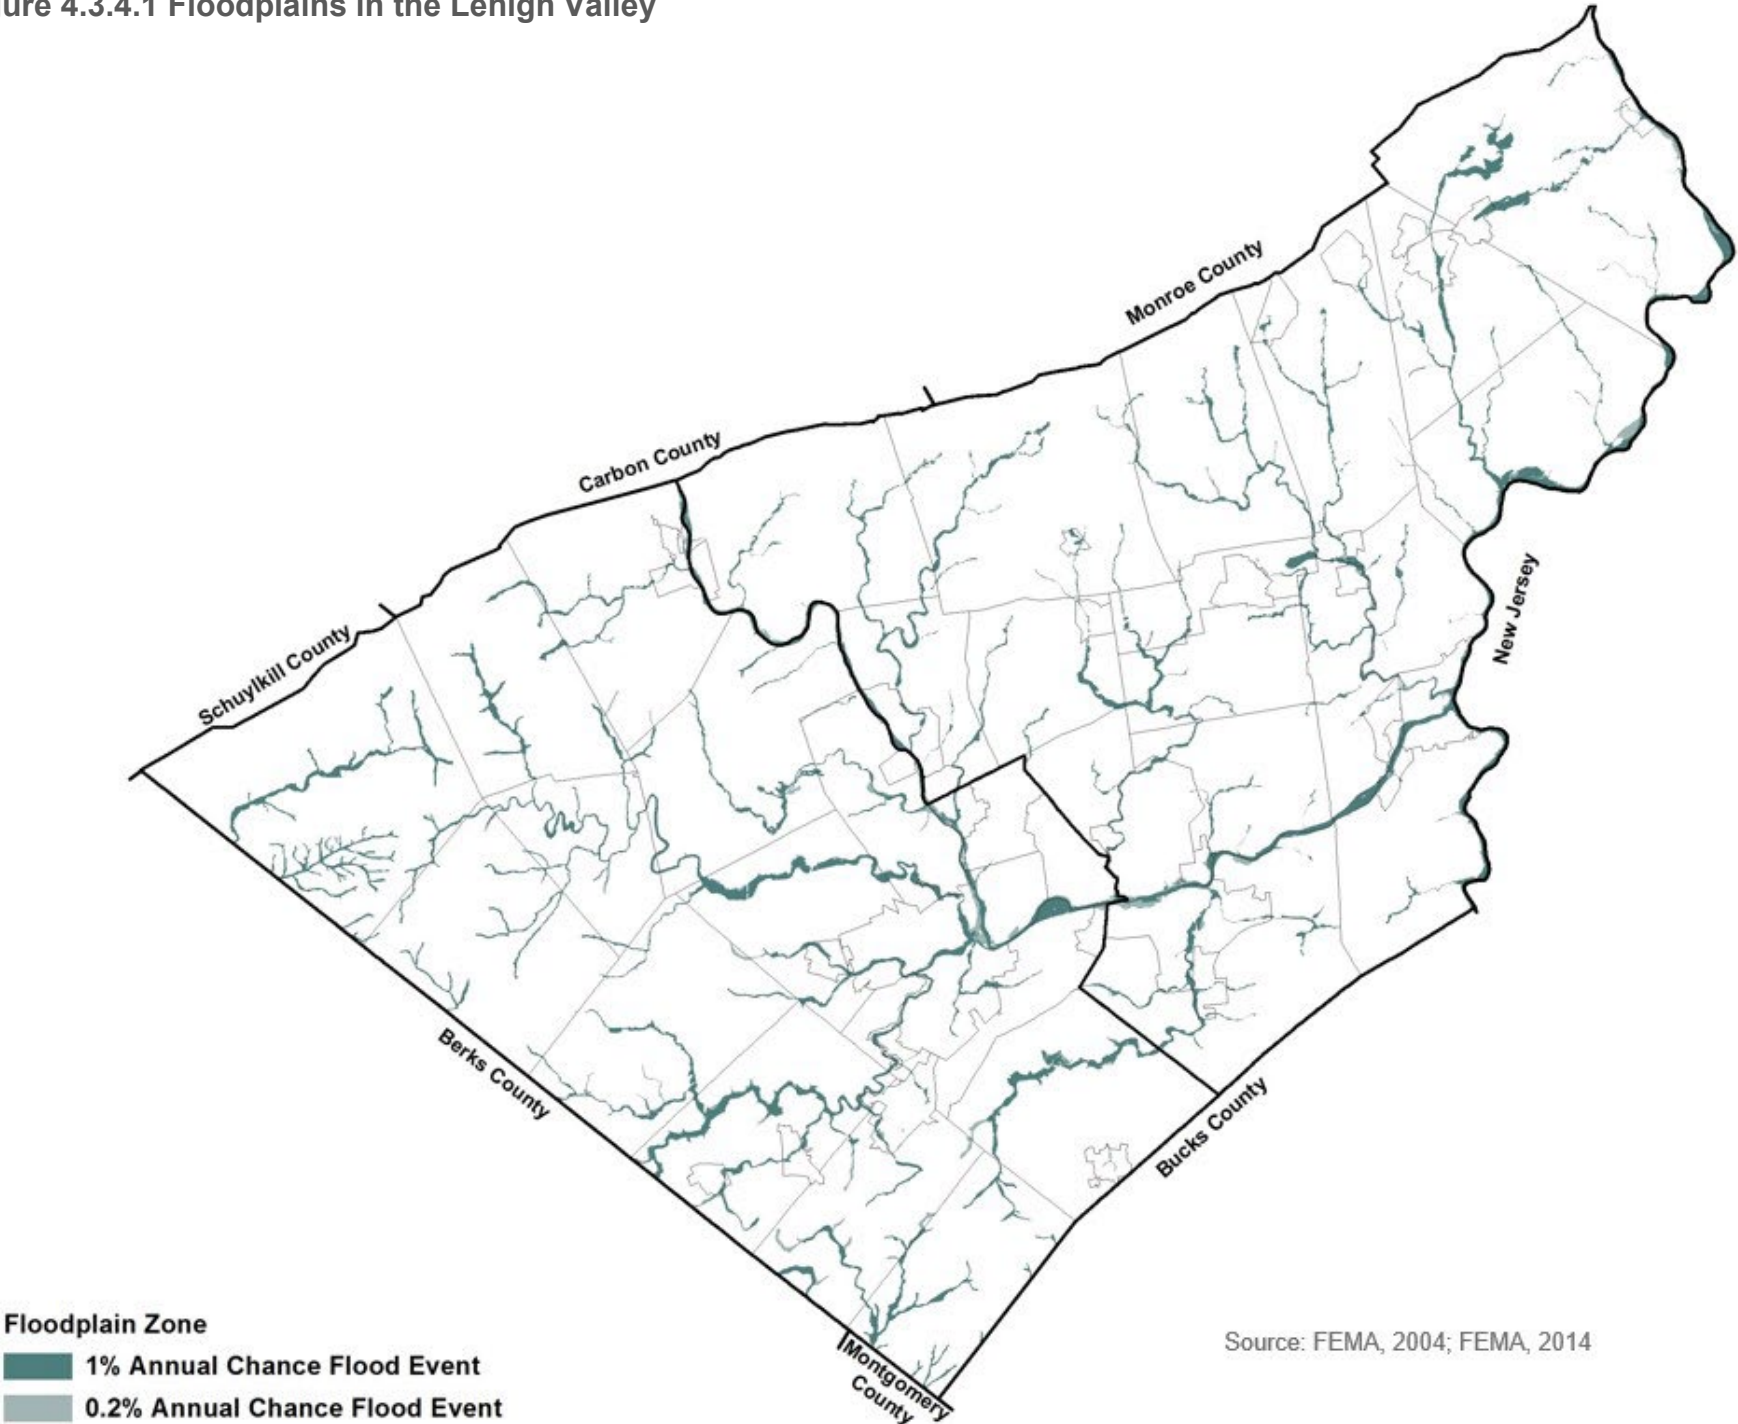 ure 4.3.4.1 Floodplains in the Lehigh Valley
Monroe County
Carbon County
Schuylkill County
New Jersey
Berks County
Bucks County
Montgomery
County
Floodplain Zone
1% Annual Chance Flood Event
0.2% Annual Chance Flood Event
Source: FEMA, 2004; FEMA, 2014